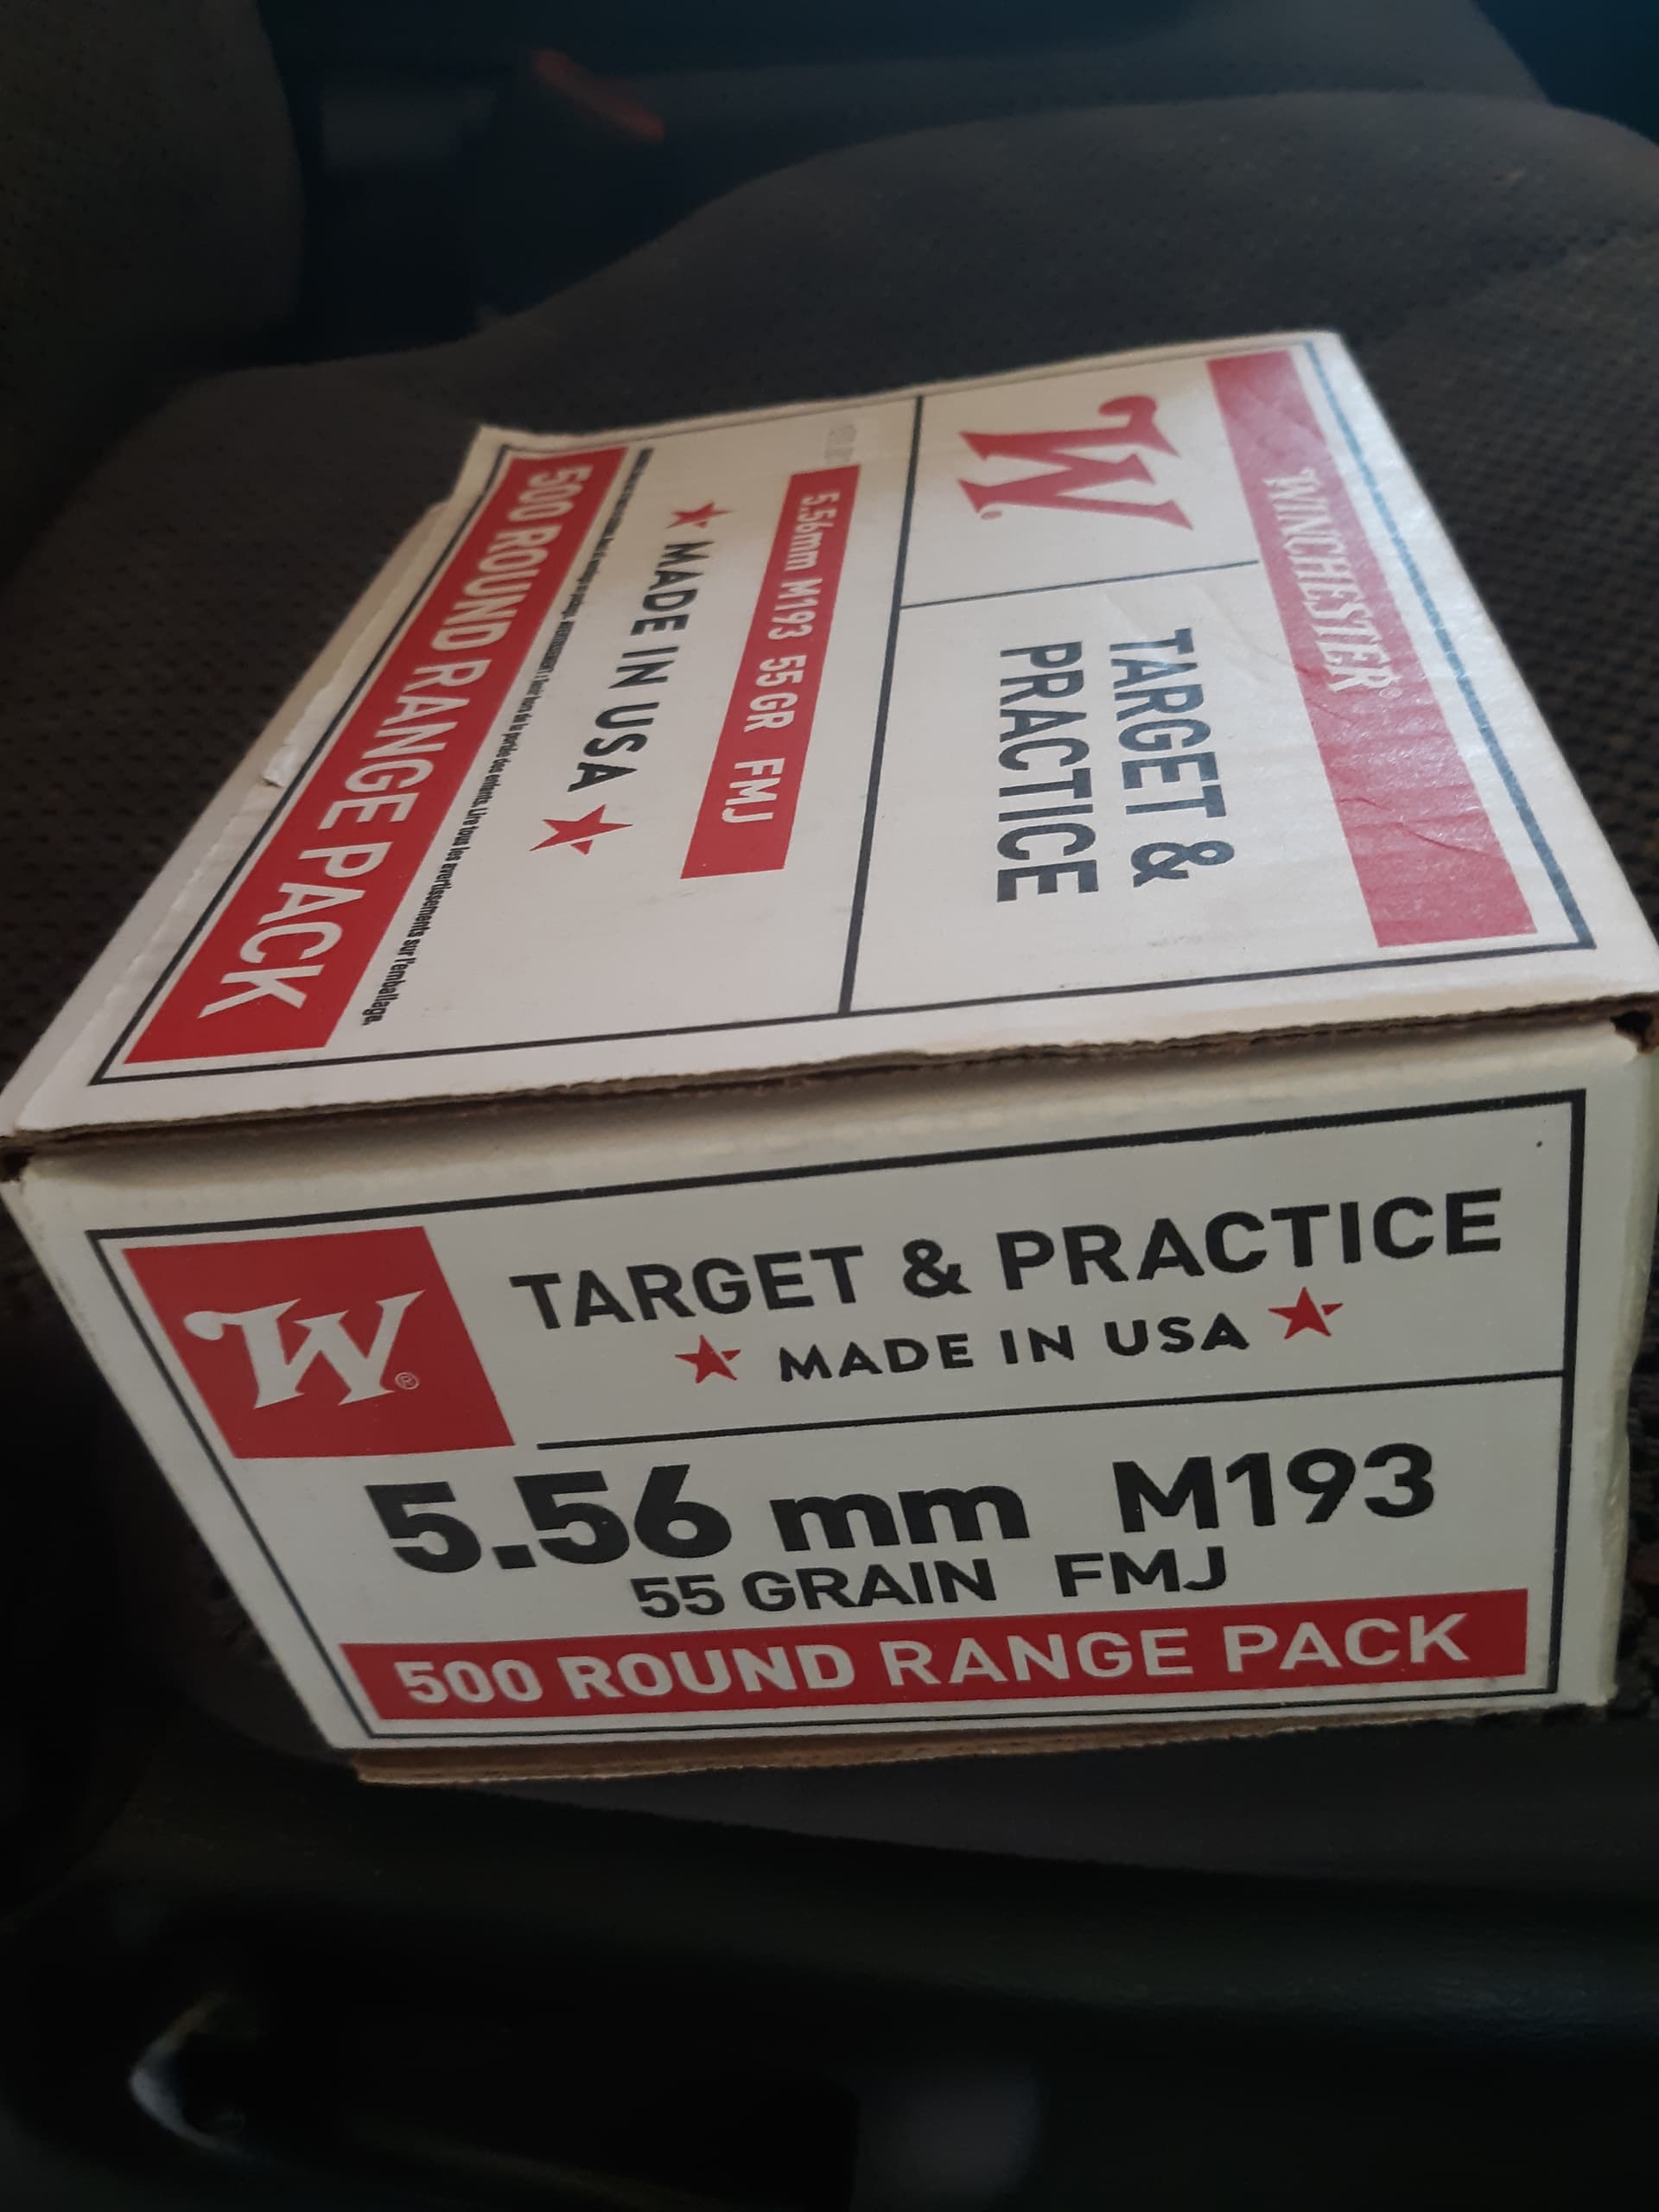 WINCHESTER®
W®
TARGET &
PRACTICE
5.56mm M193 55 GR FMJ
MADE IN USA
500 ROUND RANGE PACK
W®
TARGET & PRACTICE
MADE IN USA
5.56 mm M193
55 GRAIN FMJ
500 ROUND RANGE PACK